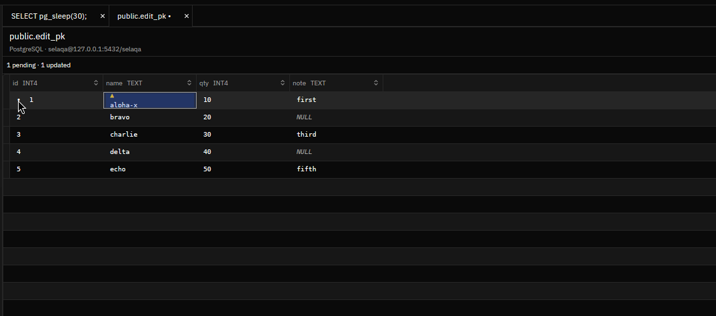 SELECT pg_sleep(30); × public.edit_pk • ×
public.edit_pk
PostgreSQL · selaqa@127.0.0.1:5432/selaqa
1 pending · 1 updated
id INT4 name TEXT qty INT4 note TEXT
1 alpha-x 10 first
2 bravo 20 NULL
3 charlie 30 third
4 delta 40 NULL
5 echo 50 fifth